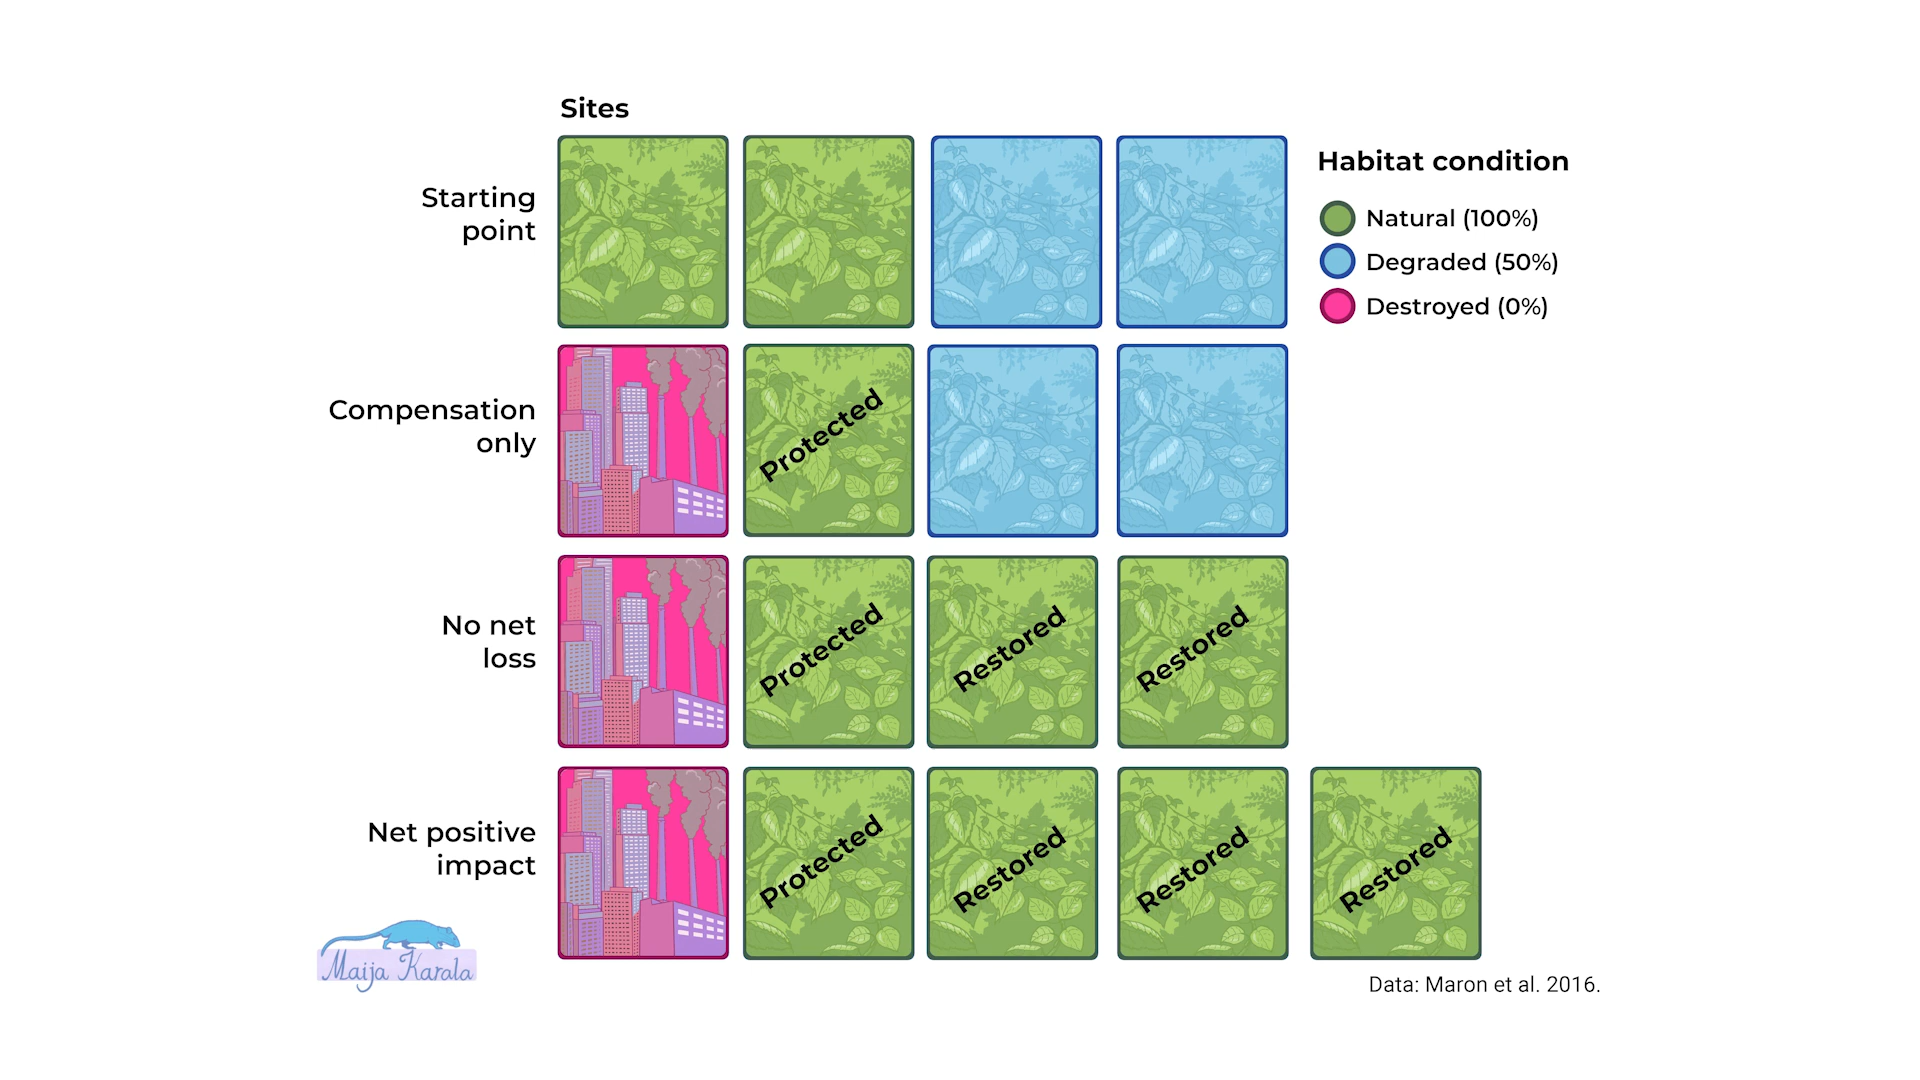 Sites
Starting
point
Habitat condition
Natural (100%)
Degraded (50%)
Destroyed (0%)
Compensation
only
Protected
No net
loss
Protected
Restored
Restored
Net positive
impact
Protected
Restored
Restored
Restored
Maija Karala
Data: Maron et al. 2016.